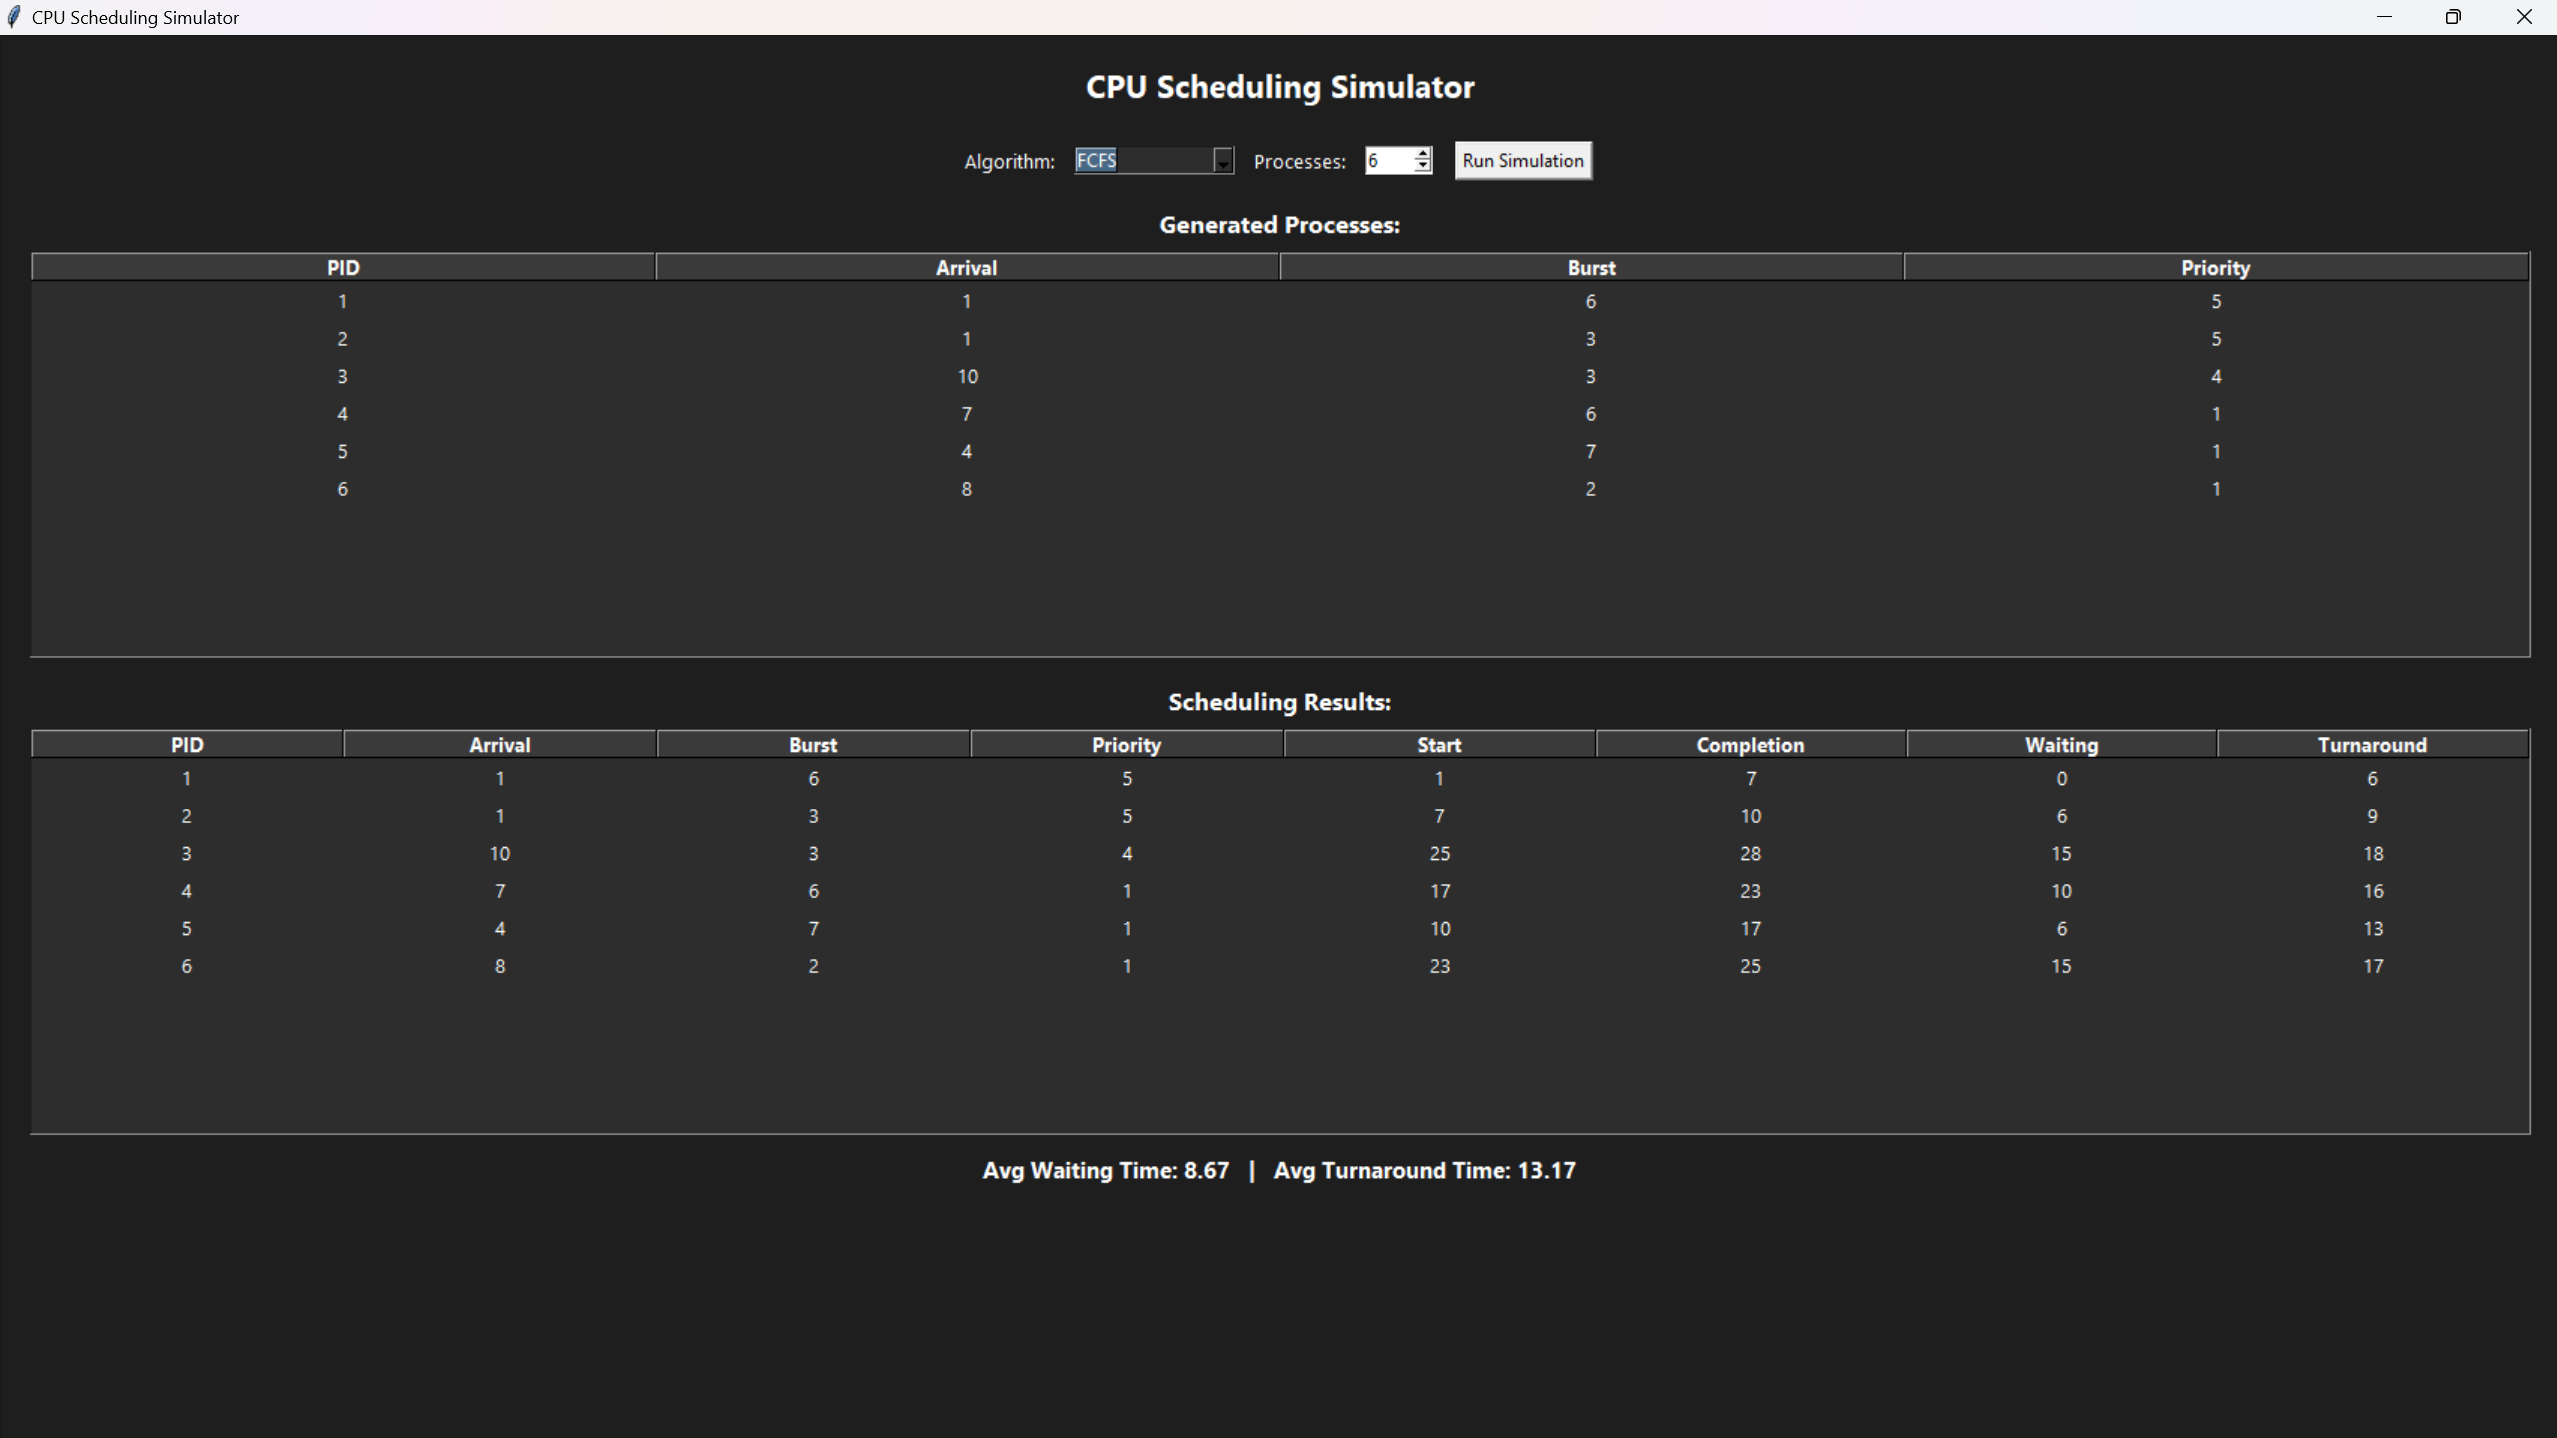 CPU Scheduling Simulator
CPU Scheduling Simulator
Algorithm: FCFS Processes: 6 Run Simulation
Generated Processes:
PID Arrival Burst Priority
1 1 6 5
2 1 3 5
3 10 3 4
4 7 6 1
5 4 7 1
6 8 2 1
Scheduling Results:
PID Arrival Burst Priority Start Completion Waiting Turnaround
1 1 6 5 1 7 0 6
2 1 3 5 7 10 6 9
3 10 3 4 25 28 15 18
4 7 6 1 17 23 10 16
5 4 7 1 10 17 6 13
6 8 2 1 23 25 15 17
Avg Waiting Time: 8.67 | Avg Turnaround Time: 13.17